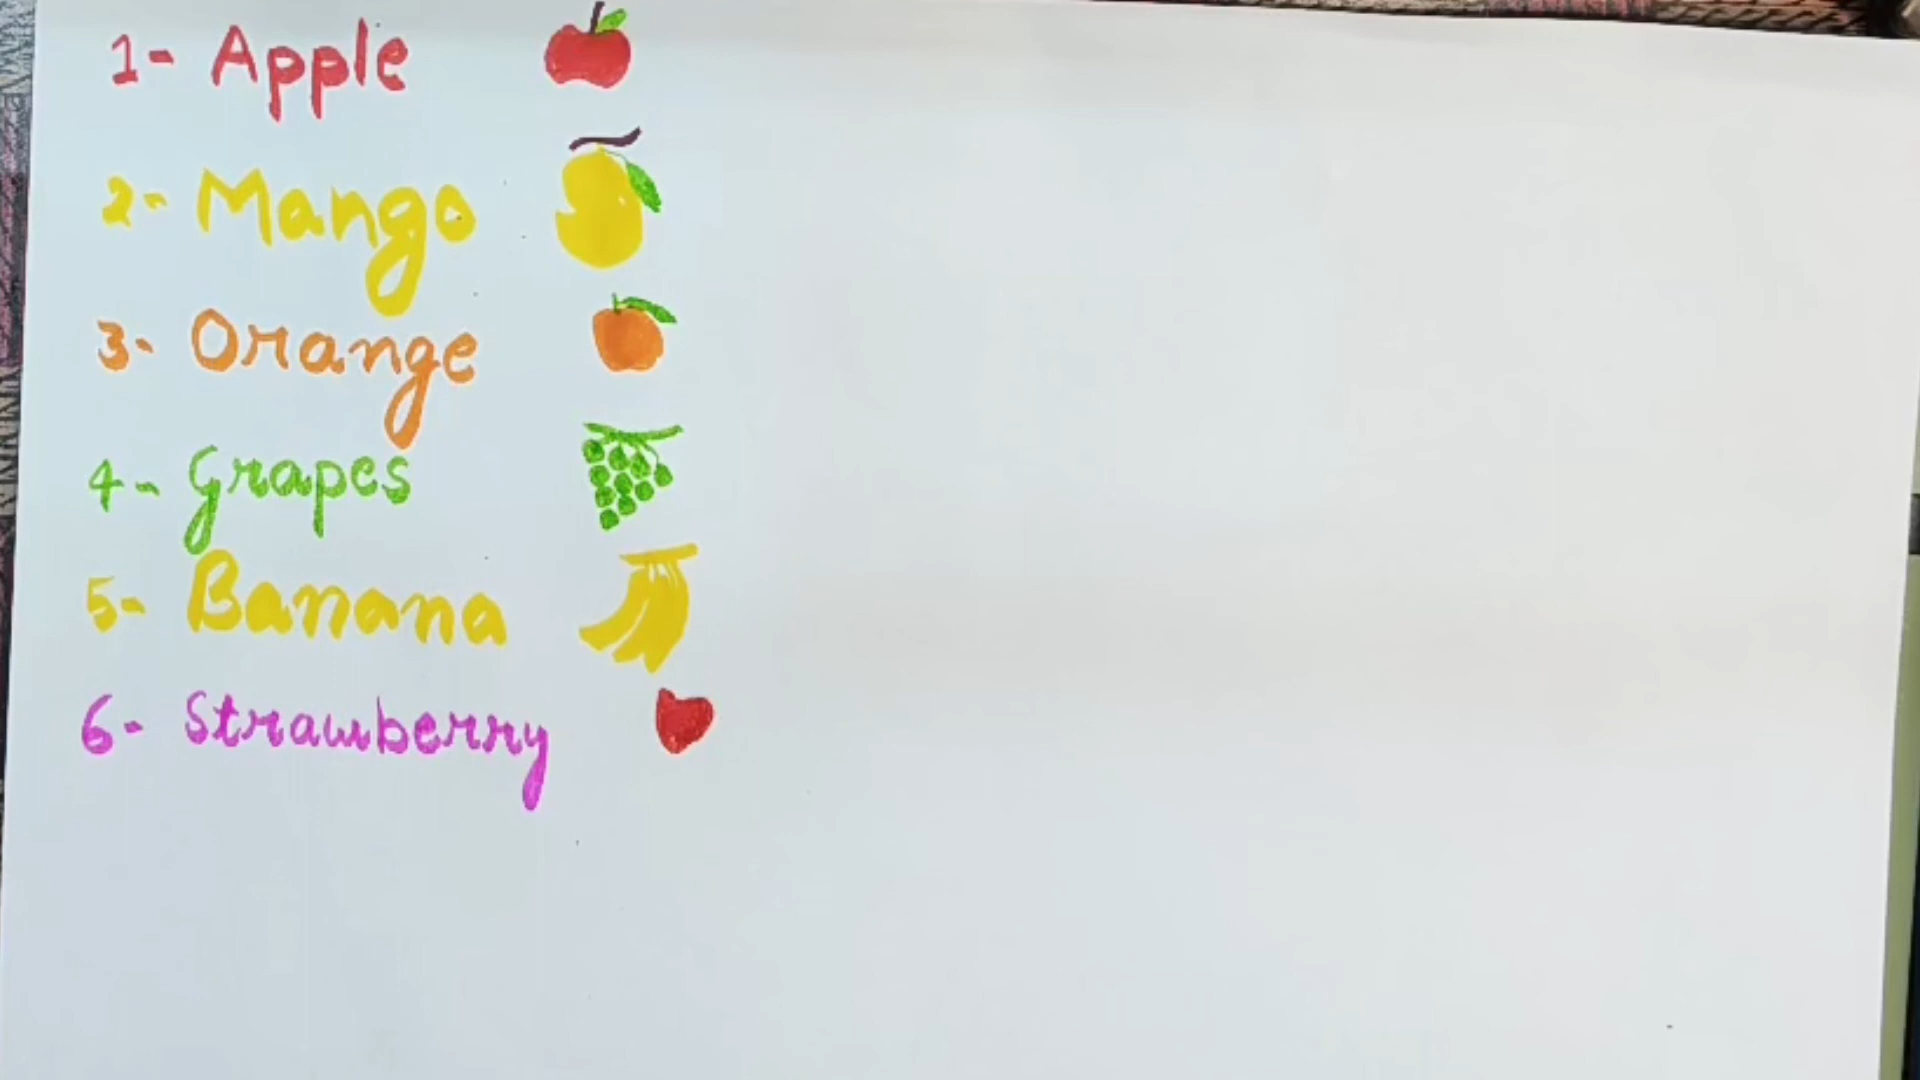 1- Apple
2- Mango
3- Orange
4- Grapes
5- Banana
6- Strawberry